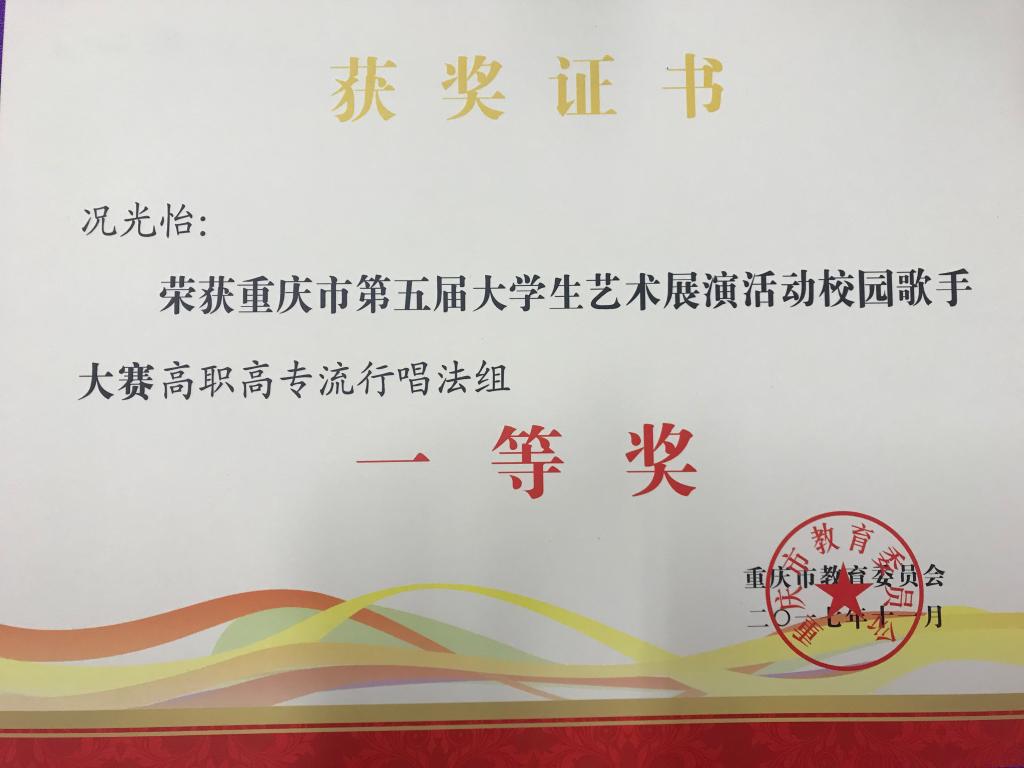 获奖证书
况光怡:
荣获重庆市第五届大学生艺术展演活动校园歌手
大赛高职高专流行唱法组
一等奖
重庆市教育委员会
二〇一七年十一月
重庆市教育委员会